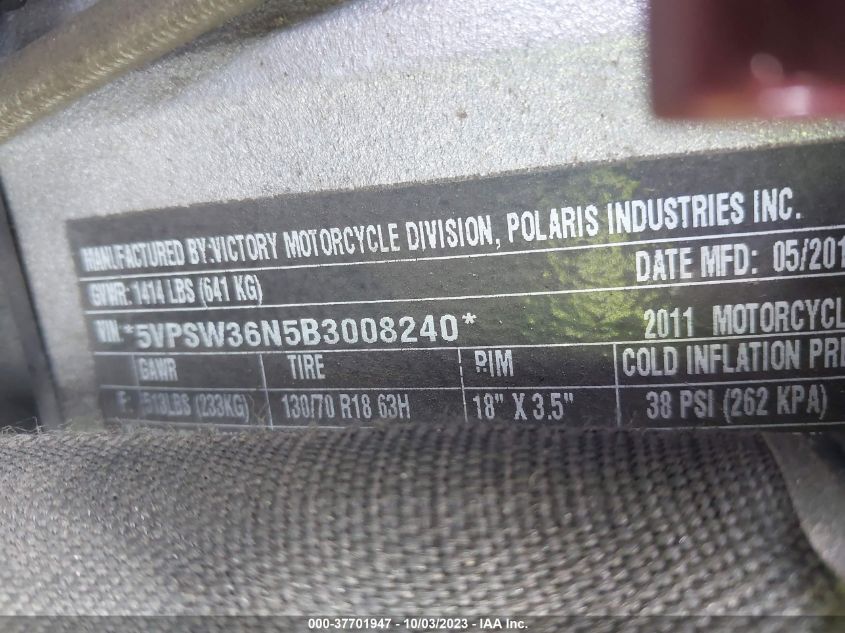 MANUFACTURED BY:VICTORY MOTORCYCLE DIVISION, POLARIS INDUSTRIES INC.
GVWR: 1414 LBS (641 KG) DATE MFD: 05/201
VIN: *5VPSW36N5B3008240* 2011 MOTORCYCL
GAWR TIRE RIM COLD INFLATION PRE
F: 513LBS (233KG) 130/70 R18 63H 18" X 3.5" 38 PSI (262 KPA)
000-37701947 - 10/03/2023 - IAA Inc.